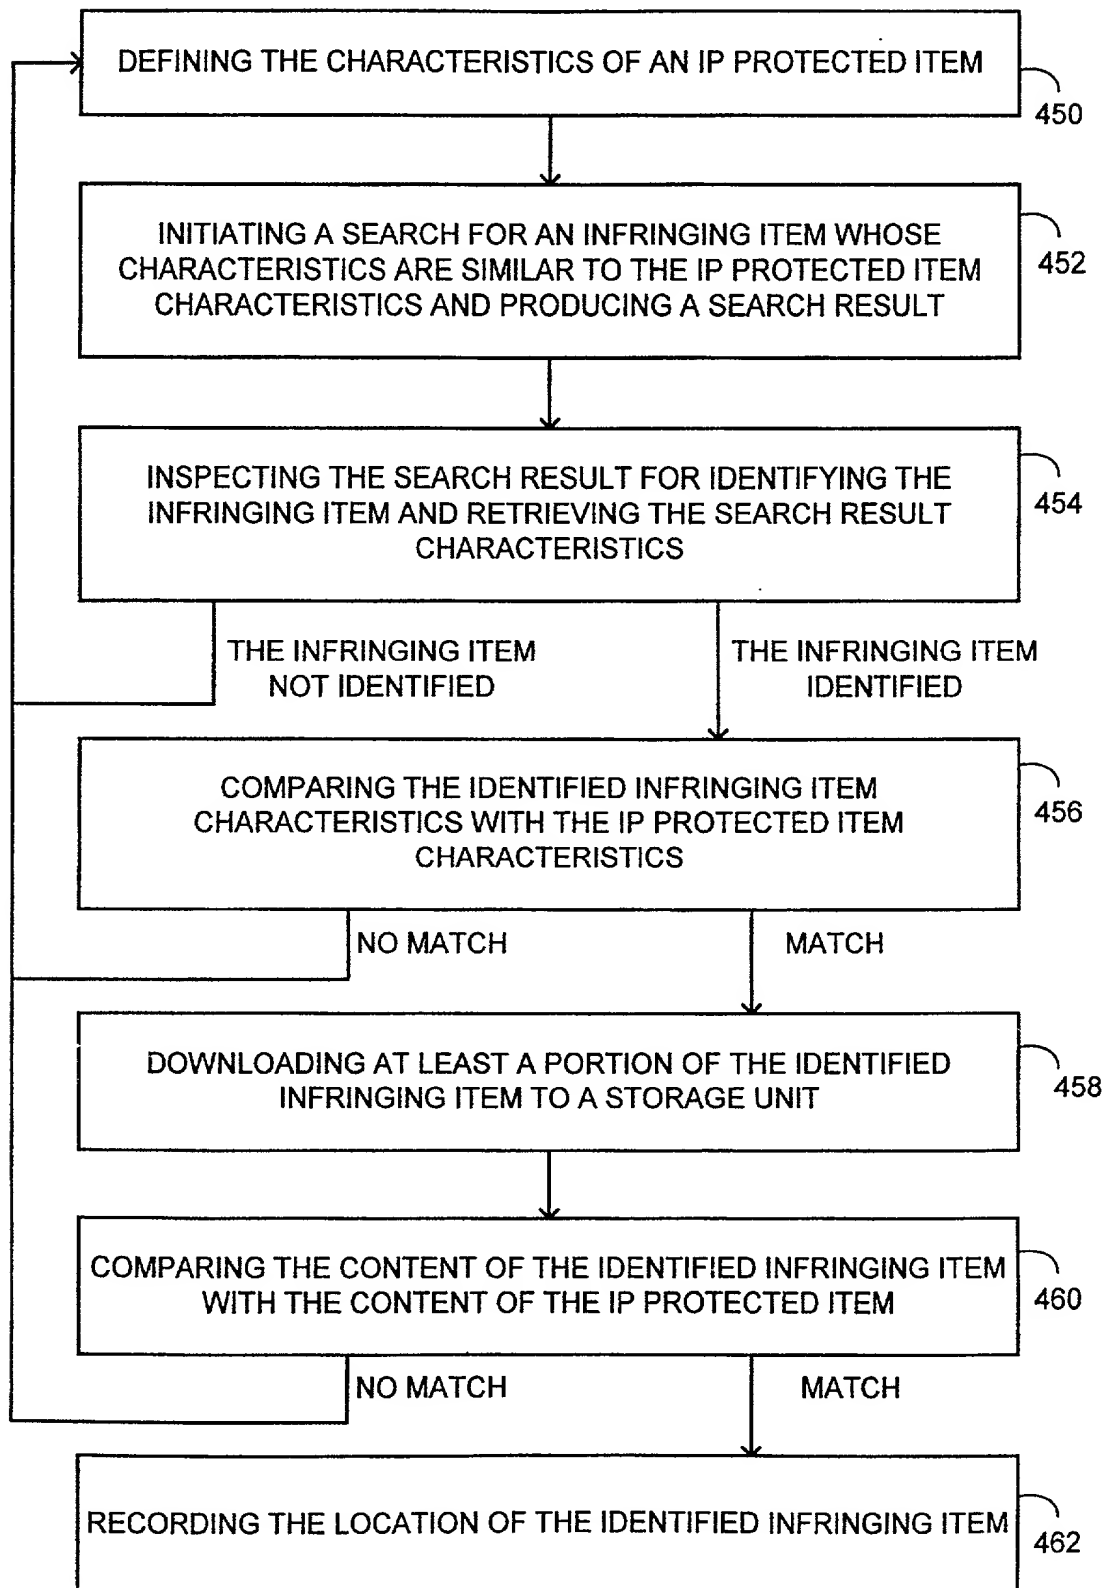 DEFINING THE CHARACTERISTICS OF AN IP PROTECTED ITEM
450
INITIATING A SEARCH FOR AN INFRINGING ITEM WHOSE
CHARACTERISTICS ARE SIMILAR TO THE IP PROTECTED ITEM
CHARACTERISTICS AND PRODUCING A SEARCH RESULT
452
INSPECTING THE SEARCH RESULT FOR IDENTIFYING THE
INFRINGING ITEM AND RETRIEVING THE SEARCH RESULT
CHARACTERISTICS
454
THE INFRINGING ITEM
NOT IDENTIFIED
THE INFRINGING ITEM
IDENTIFIED
COMPARING THE IDENTIFIED INFRINGING ITEM
CHARACTERISTICS WITH THE IP PROTECTED ITEM
CHARACTERISTICS
456
NO MATCH
MATCH
DOWNLOADING AT LEAST A PORTION OF THE IDENTIFIED
INFRINGING ITEM TO A STORAGE UNIT
458
COMPARING THE CONTENT OF THE IDENTIFIED INFRINGING ITEM
WITH THE CONTENT OF THE IP PROTECTED ITEM
460
NO MATCH
MATCH
RECORDING THE LOCATION OF THE IDENTIFIED INFRINGING ITEM
462